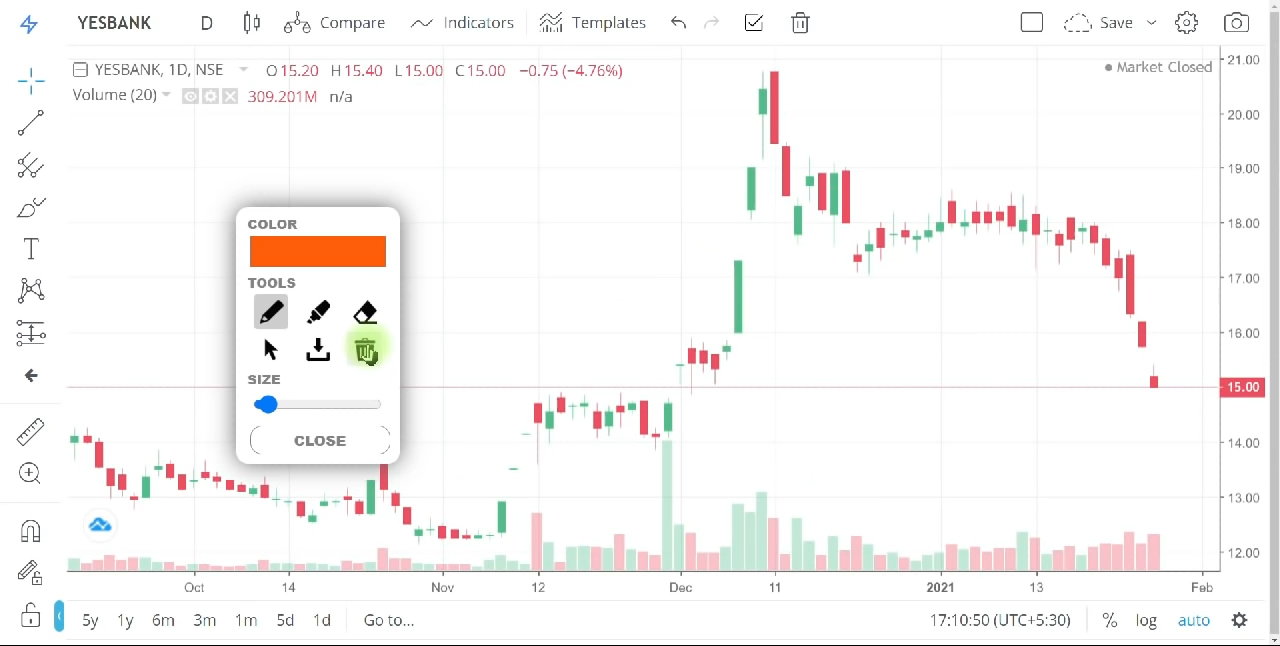 YESBANK D Compare Indicators Templates Save
YESBANK, 1D, NSE O15.20 H15.40 L15.00 C15.00 −0.75 (−4.76%)
Market Closed
Volume (20) 309.201M n/a
21.00
20.00
19.00
18.00
17.00
16.00
15.00
14.00
13.00
12.00
COLOR
TOOLS
SIZE
CLOSE
Oct 14 Nov 12 Dec 11 2021 13 Feb
5y 1y 6m 3m 1m 5d 1d Go to... 17:10:50 (UTC+5:30) % log auto